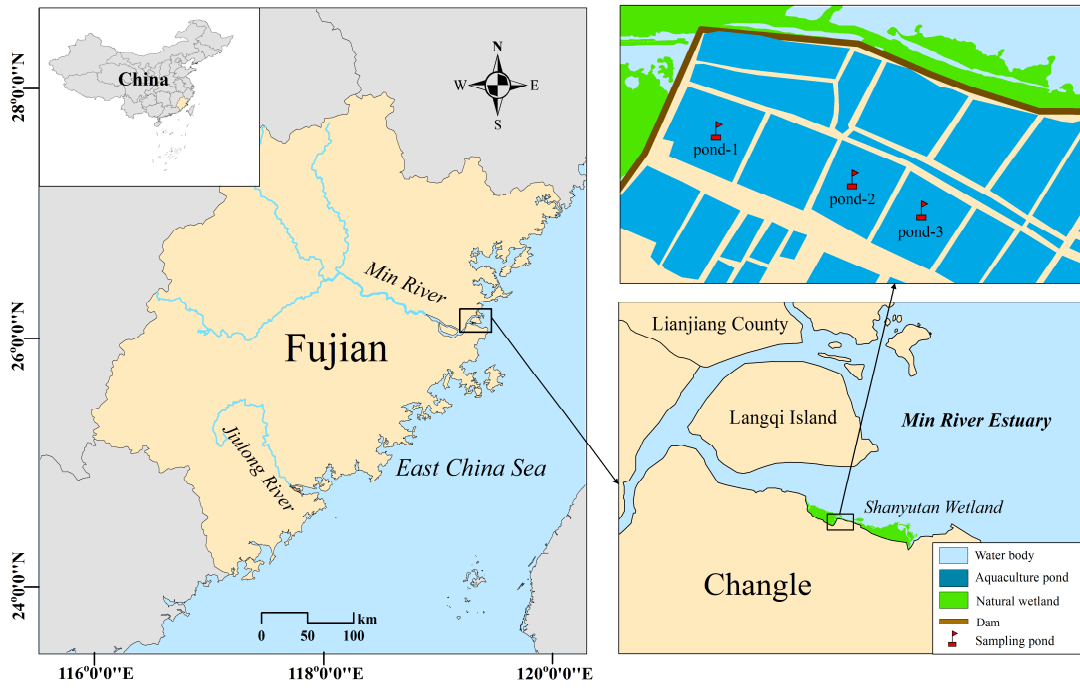 China
N
W
E
S
28°0'0''N
26°0'0''N
24°0'0''N
Min River
Fujian
Jiulong River
East China Sea
0 50 100 km
116°0'0''E
118°0'0''E
120°0'0''E
pond-1
pond-2
pond-3
Lianjiang County
Langqi Island
Min River Estuary
Shanyutan Wetland
Changle
Water body
Aquaculture pond
Natural wetland
Dam
Sampling pond